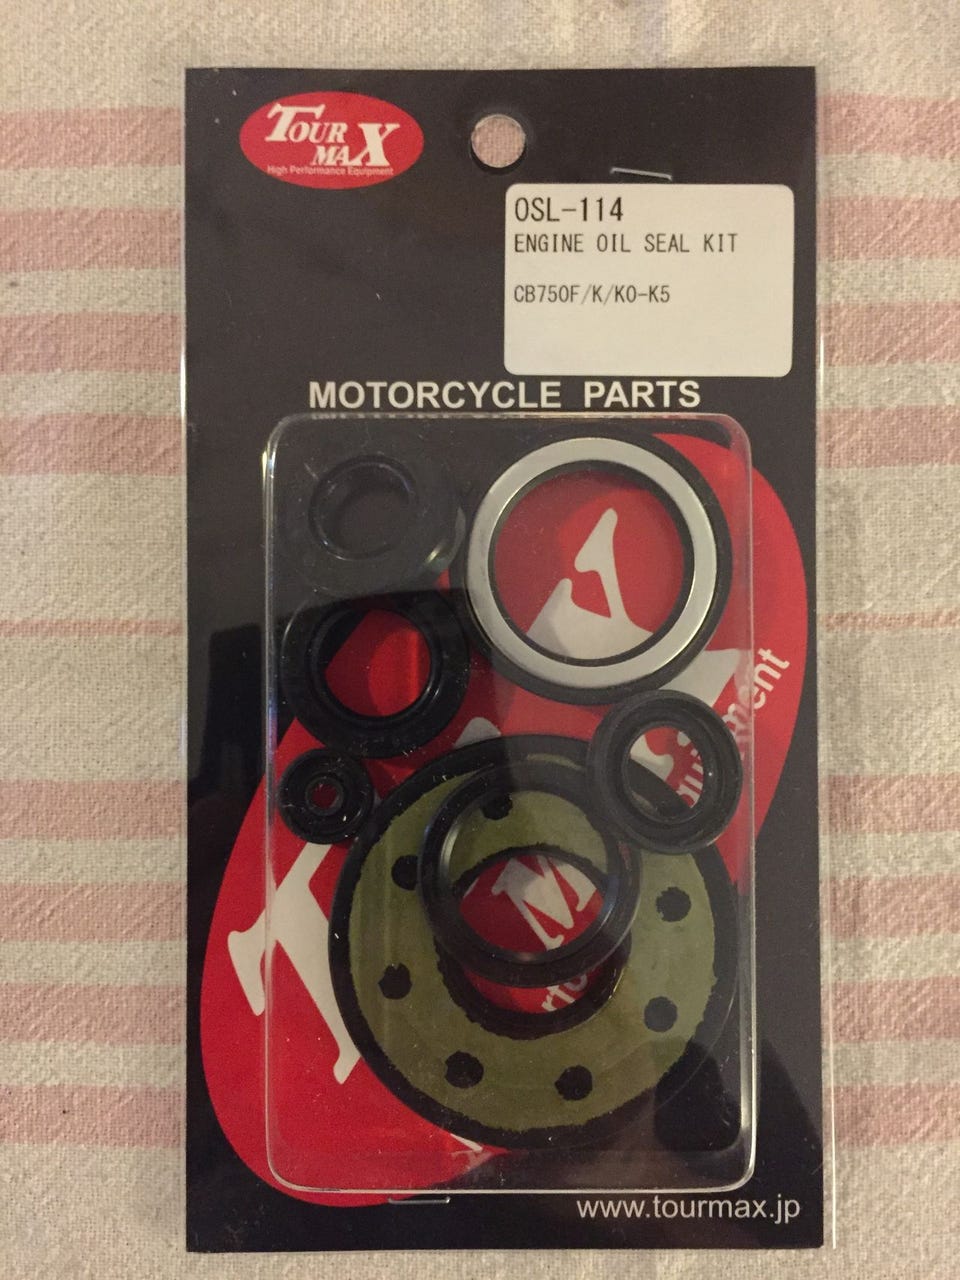 TOUR
MAX
High Performance Equipment
OSL-114
ENGINE OIL SEAL KIT
CB750F/K/K0-K5
MOTORCYCLE PARTS
www.tourmax.jp